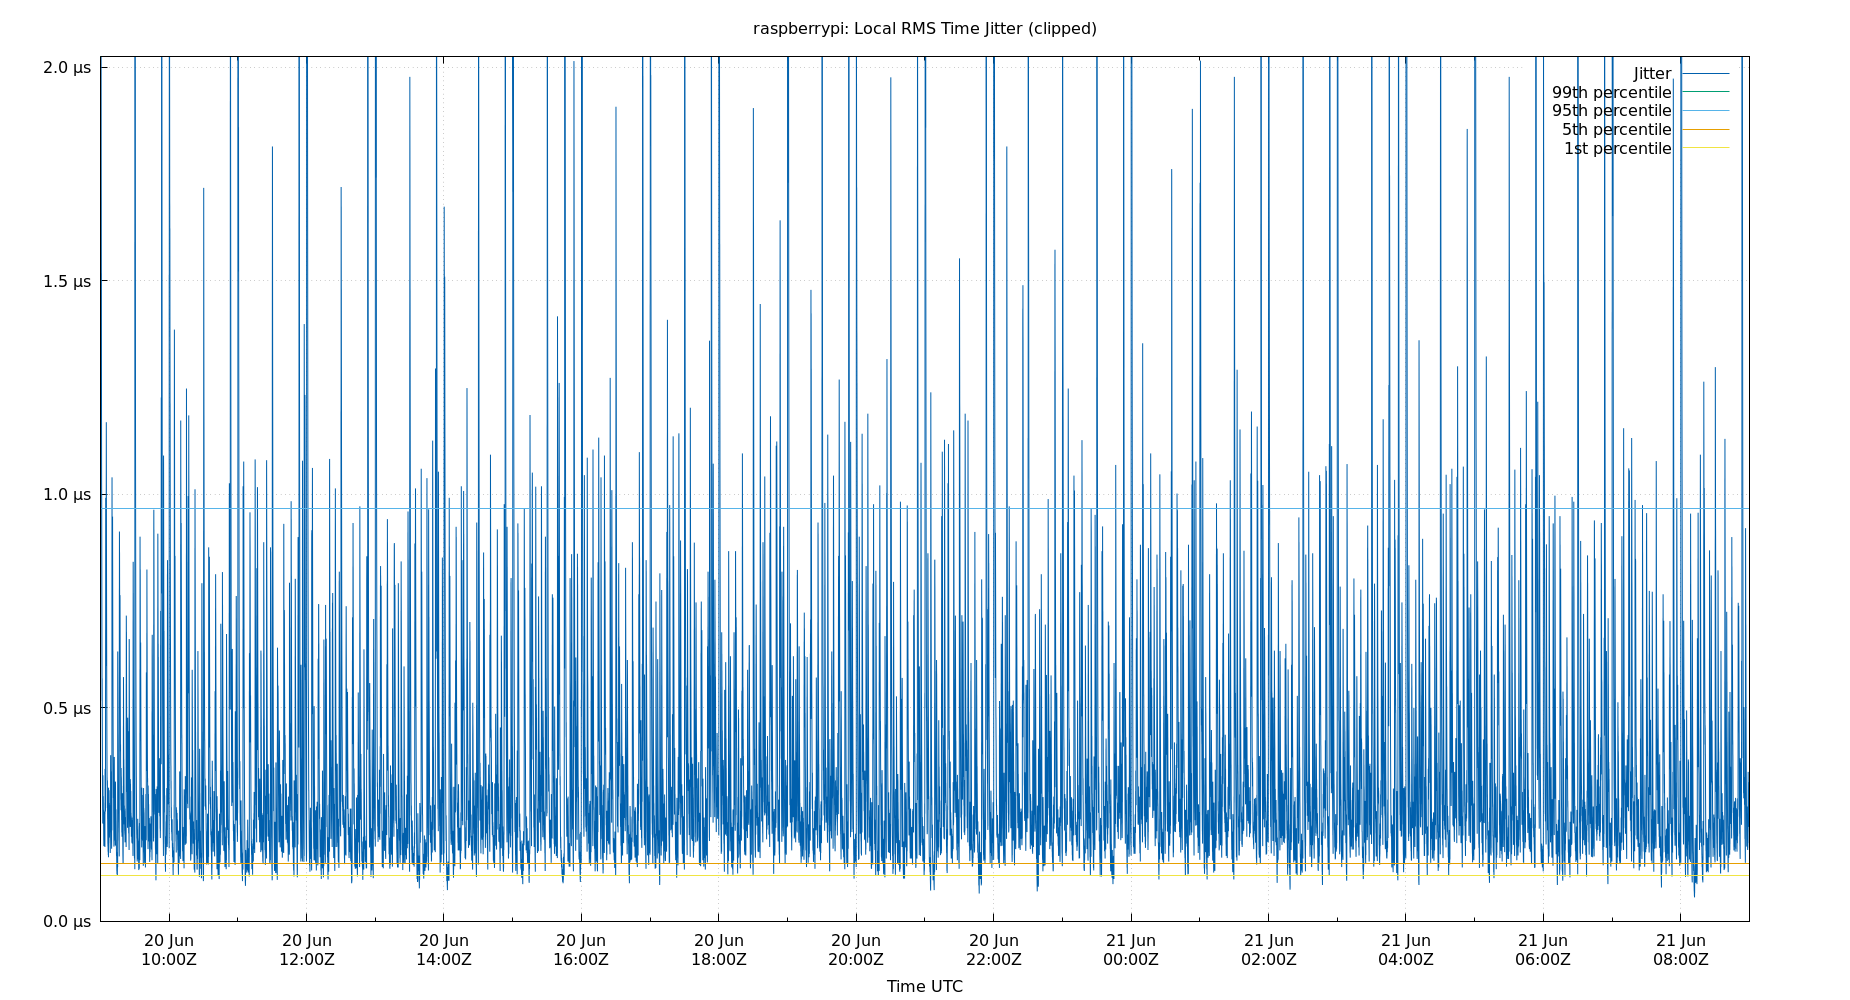 raspberrypi: Local RMS Time Jitter (clipped)
2.0 µs
1.5 µs
1.0 µs
0.5 µs
0.0 µs
Jitter
99th percentile
95th percentile
5th percentile
1st percentile
20 Jun 20 Jun 20 Jun 20 Jun 20 Jun 20 Jun 20 Jun 21 Jun 21 Jun 21 Jun 21 Jun 21 Jun
10:00Z 12:00Z 14:00Z 16:00Z 18:00Z 20:00Z 22:00Z 00:00Z 02:00Z 04:00Z 06:00Z 08:00Z
Time UTC